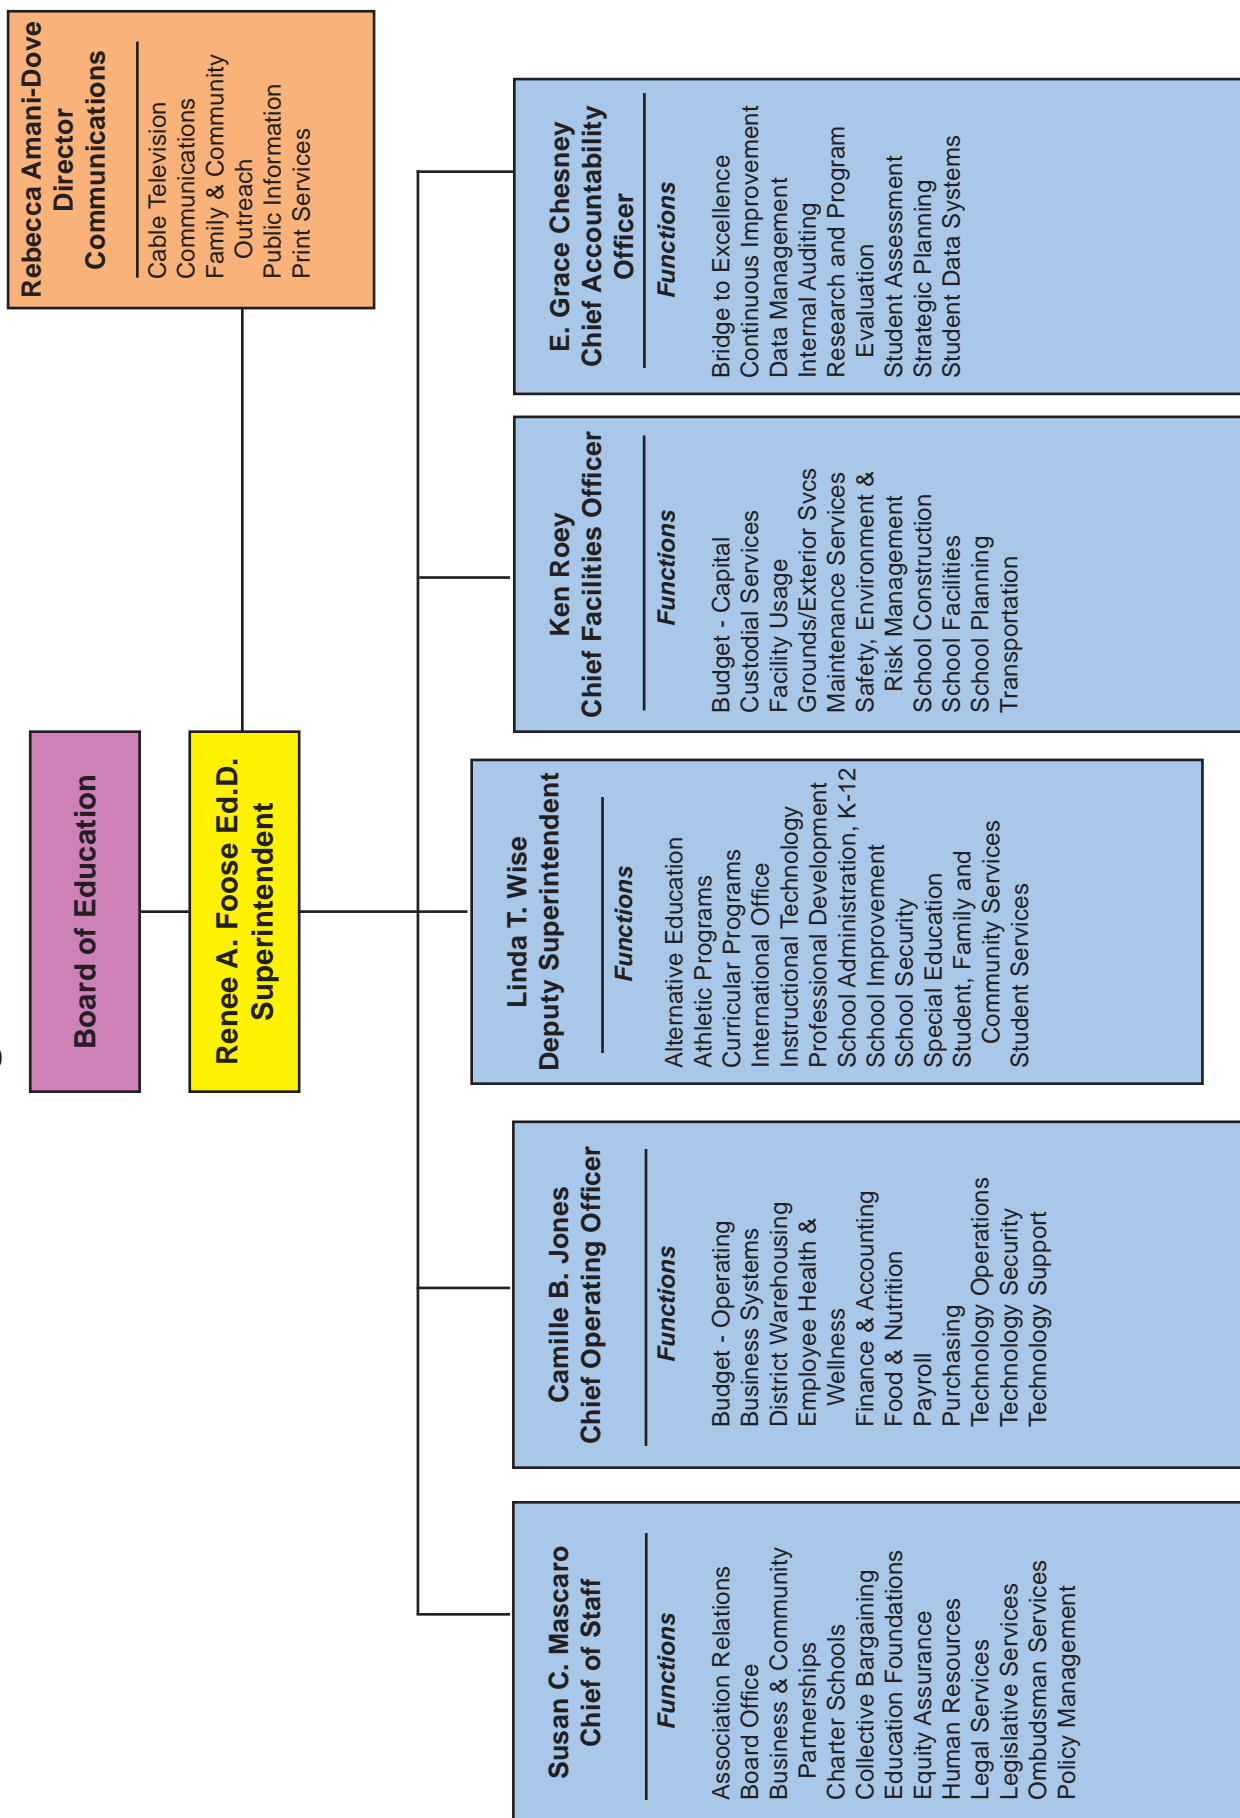 Board of Education
Renee A. Foose Ed.D.
Superintendent
Rebecca Amani-Dove
Director
Communications
Cable Television
Communications
Family & Community
Outreach
Public Information
Print Services
Susan C. Mascaro
Chief of Staff
Functions
Association Relations
Board Office
Business & Community
Partnerships
Charter Schools
Collective Bargaining
Education Foundations
Equity Assurance
Human Resources
Legal Services
Legislative Services
Ombudsman Services
Policy Management
Camille B. Jones
Chief Operating Officer
Functions
Budget - Operating
Business Systems
District Warehousing
Employee Health &
Wellness
Finance & Accounting
Food & Nutrition
Payroll
Purchasing
Technology Operations
Technology Security
Technology Support
Linda T. Wise
Deputy Superintendent
Functions
Alternative Education
Athletic Programs
Curricular Programs
International Office
Instructional Technology
Professional Development
School Administration, K-12
School Improvement
School Security
Special Education
Student, Family and
Community Services
Student Services
Ken Roey
Chief Facilities Officer
Functions
Budget - Capital
Custodial Services
Facility Usage
Grounds/Exterior Svcs
Maintenance Services
Safety, Environment &
Risk Management
School Construction
School Facilities
School Planning
Transportation
E. Grace Chesney
Chief Accountability
Officer
Functions
Bridge to Excellence
Continuous Improvement
Data Management
Internal Auditing
Research and Program
Evaluation
Student Assessment
Strategic Planning
Student Data Systems